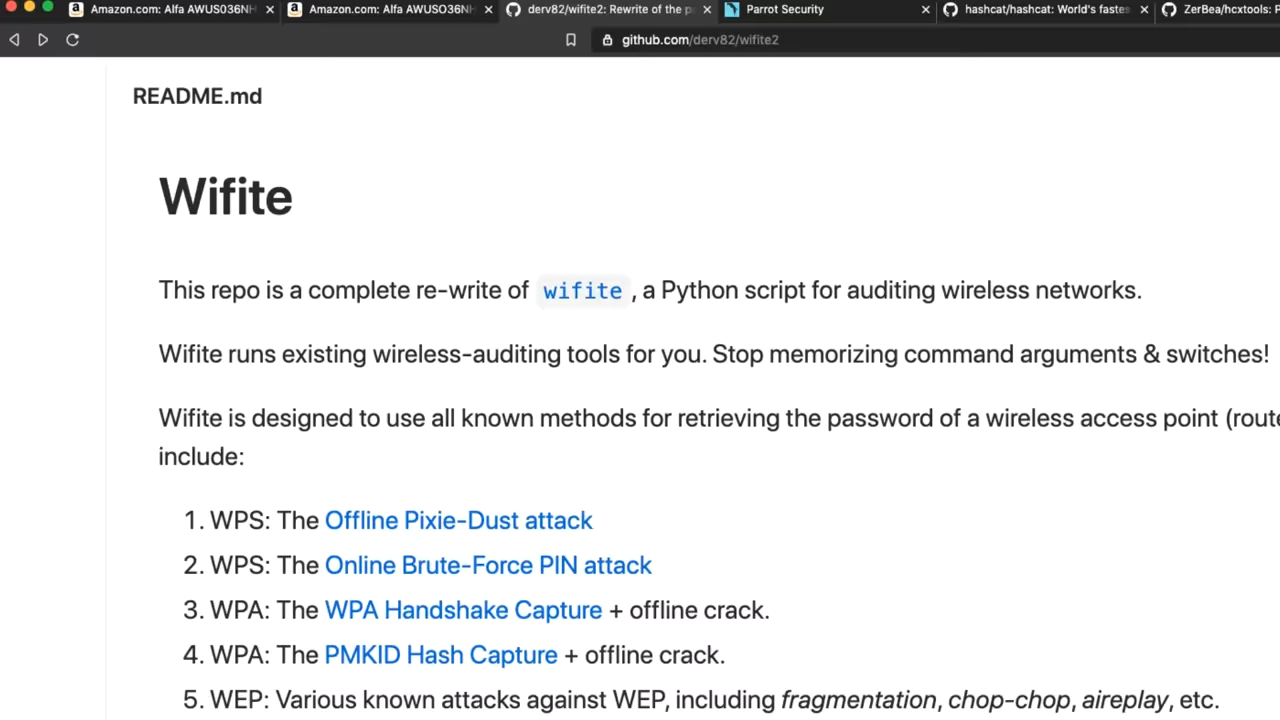 Amazon.com: Alfa AWUSO36NH
Amazon.com: Alfa AWUSO36NH
derv82/wifite2: Rewrite of the p
Parrot Security
hashcat/hashcat: World's fastes
ZerBea/hcxtools: P
github.com/derv82/wifite2
README.md
Wifite
This repo is a complete re-write of wifite, a Python script for auditing wireless networks.
Wifite runs existing wireless-auditing tools for you. Stop memorizing command arguments & switches!
Wifite is designed to use all known methods for retrieving the password of a wireless access point (route
include:
1. WPS: The Offline Pixie-Dust attack
2. WPS: The Online Brute-Force PIN attack
3. WPA: The WPA Handshake Capture + offline crack.
4. WPA: The PMKID Hash Capture + offline crack.
5. WEP: Various known attacks against WEP, including fragmentation, chop-chop, aireplay, etc.